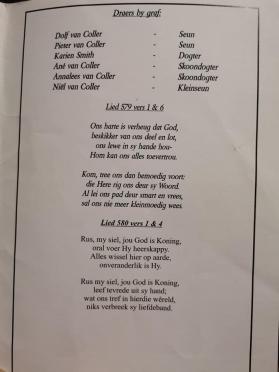 Draers by graf:
Dolf van Coller - Seun
Pieter van Coller - Seun
Karien Smith - Dogter
Ané van Coller - Skoondogter
Annalees van Coller - Skoondogter
Niël van Coller - Kleinseun
Lied 579 vers 1 & 6
Ons harte is verheug dat God,
beskikker van ons deel en lot,
ons lewe in sy hande hou-
Hom kan ons alles toevertrou.
Kom, tree ons dan bemoedig voort:
die Here rig ons deur sy Woord.
Al lei ons pad deur smart en vrees,
sal ons nie meer kleinmoedig wees.
Lied 580 vers 1 & 4
Rus, my siel, jou God is Koning,
oral voer Hy heerskappy.
Alles wissel hier op aarde,
onveranderlik is Hy.
Rus my siel, jou God is Koning,
leef tevrede uit sy hand;
wat ons tref in hierdie wêreld,
niks verbreek sy liefdeband.